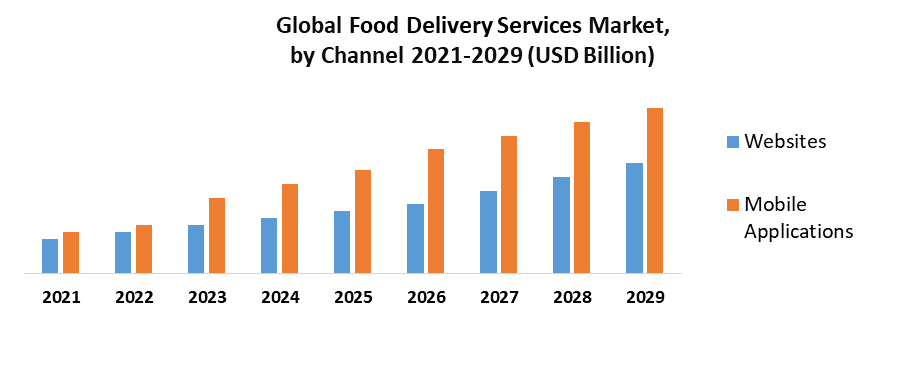 Global Food Delivery Services Market,
by Channel 2021-2029 (USD Billion)
Websites
Mobile
Applications
2021 2022 2023 2024 2025 2026 2027 2028 2029